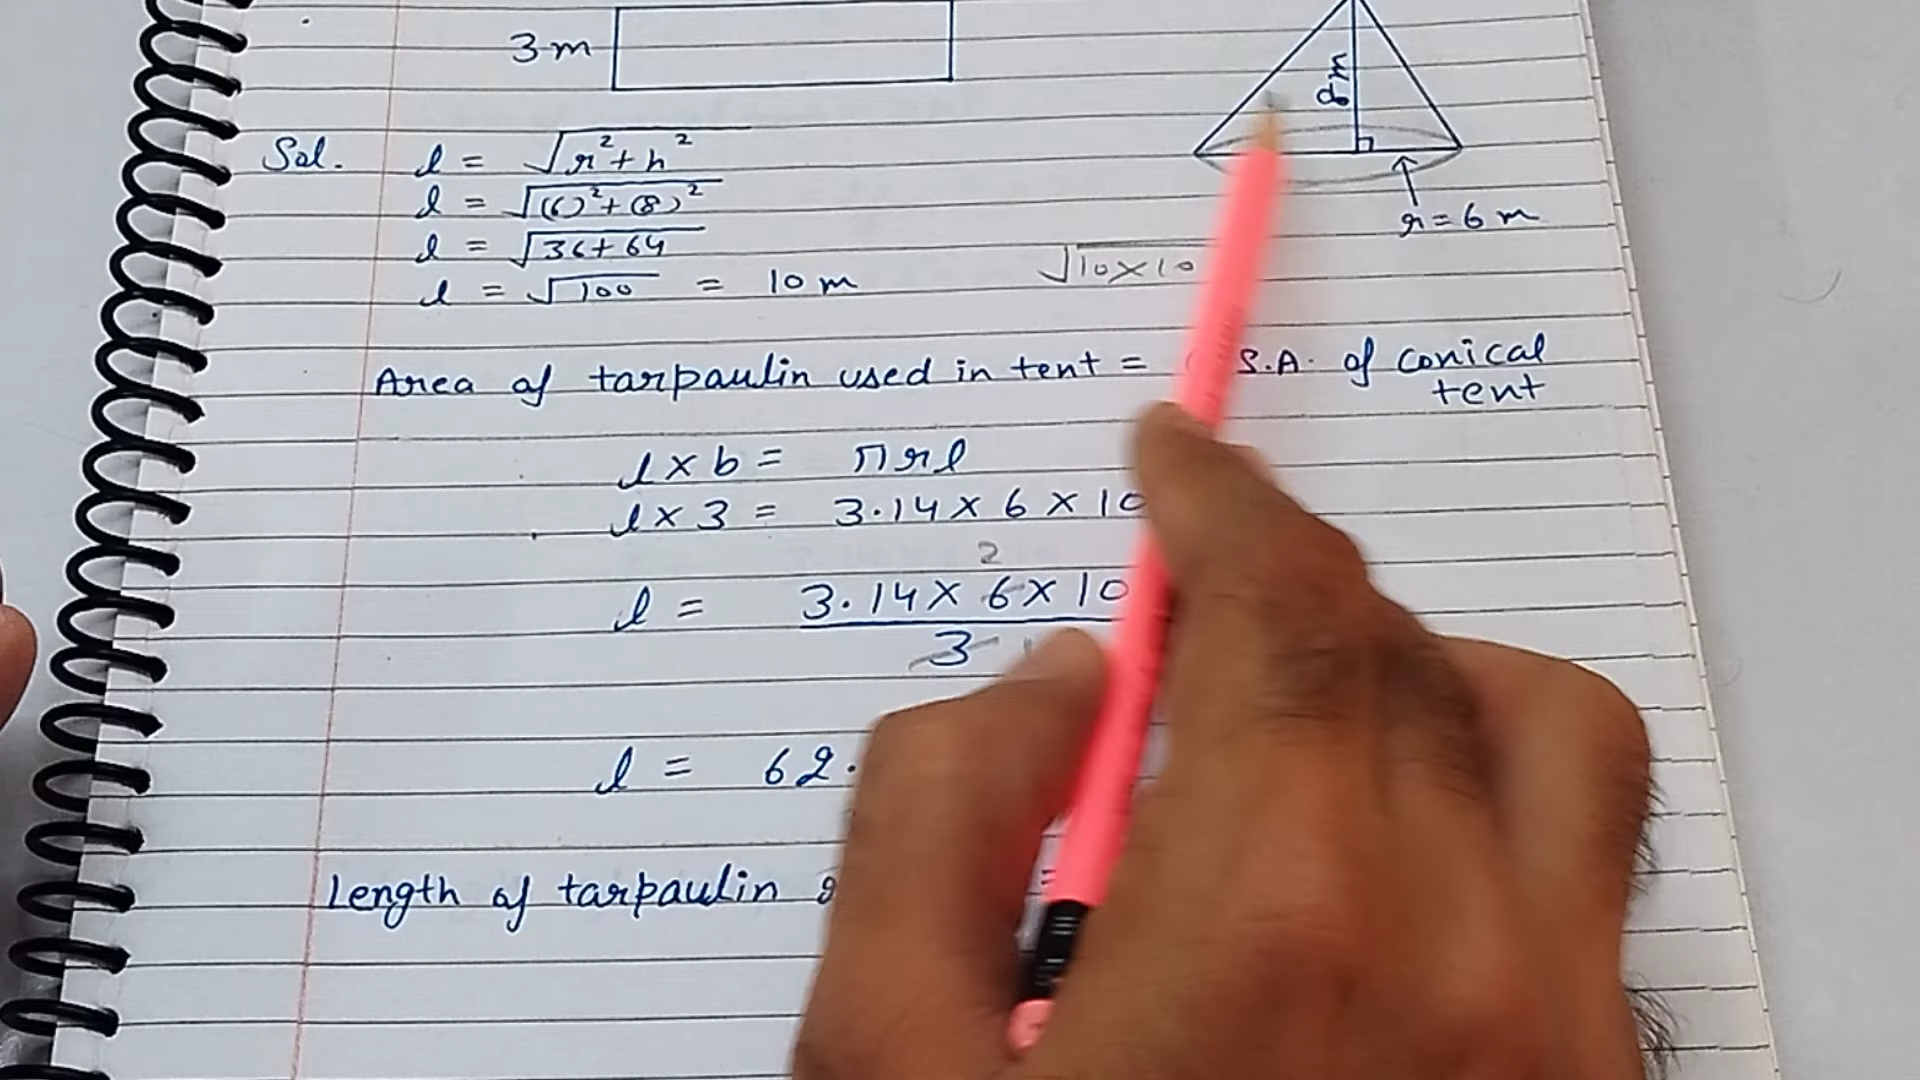 3 m
8 m
r = 6 m
Sol. l = √r² + h²
l = √(6)² + (8)²
l = √36 + 64
l = √100 = 10 m
√10 × 10
Area of tarpaulin used in tent = S.A. of conical
tent
l × b = πrl
l × 3 = 3.14 × 6 × 10
2
l = 3.14 × 6 × 10
3
l = 62.
Length of tarpaulin =